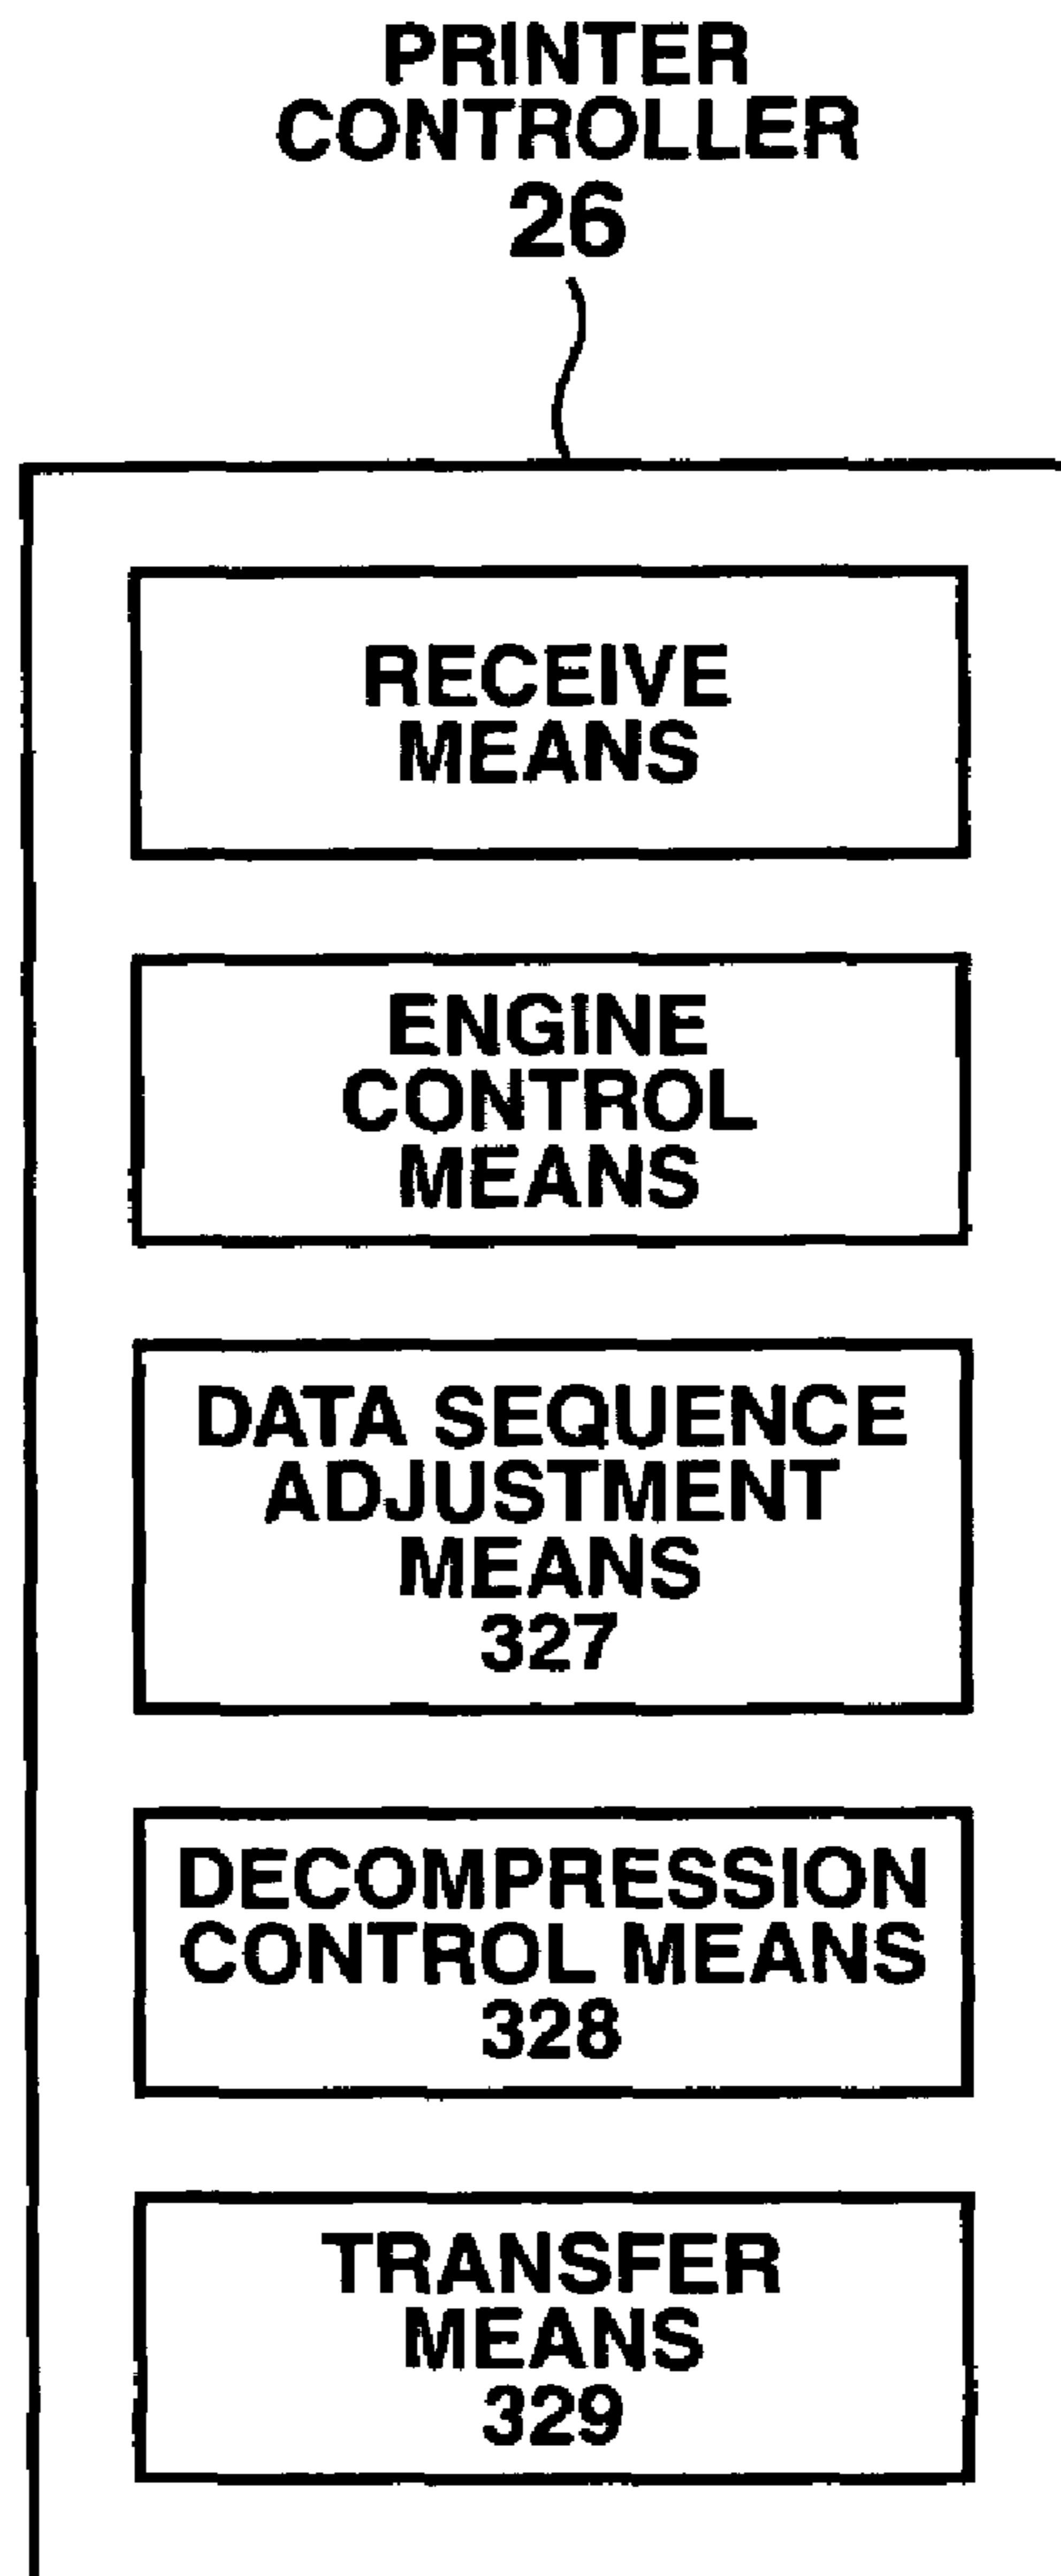 PRINTER
CONTROLLER
26
RECEIVE
MEANS
ENGINE
CONTROL
MEANS
DATA SEQUENCE
ADJUSTMENT
MEANS
327
DECOMPRESSION
CONTROL MEANS
328
TRANSFER
MEANS
329